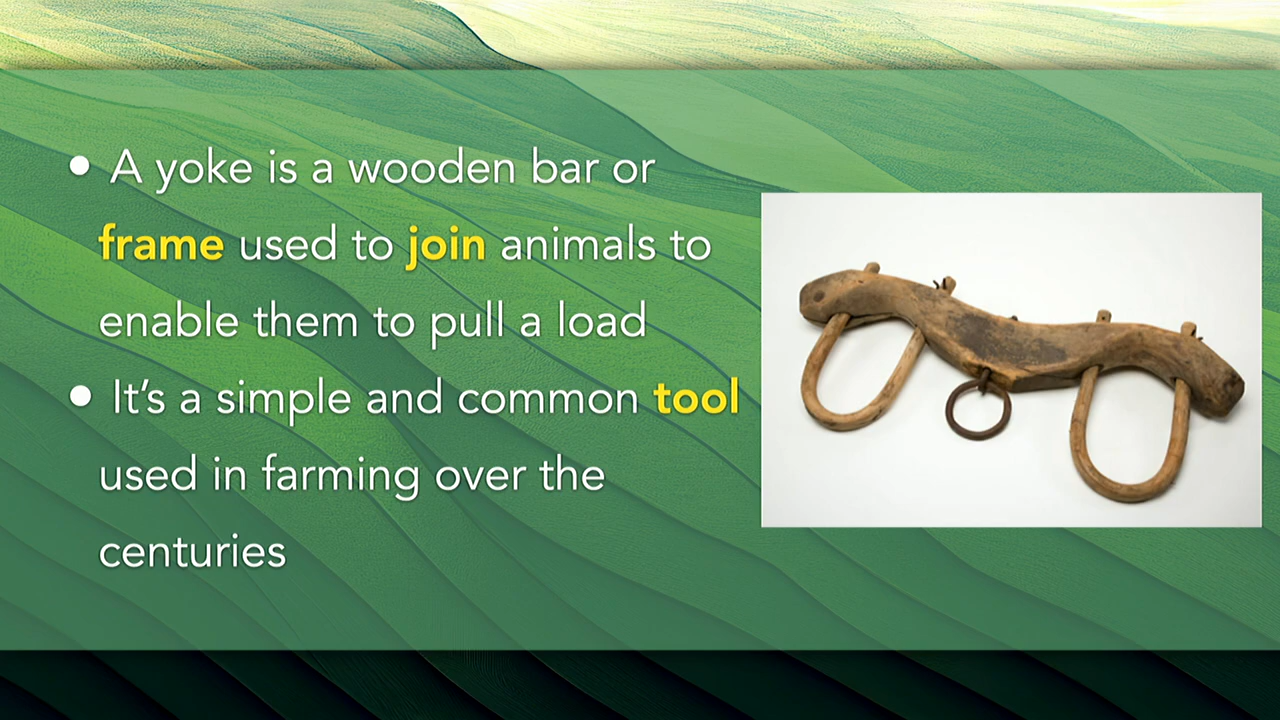 • A yoke is a wooden bar or
frame used to join animals to
enable them to pull a load
• It’s a simple and common tool
used in farming over the
centuries